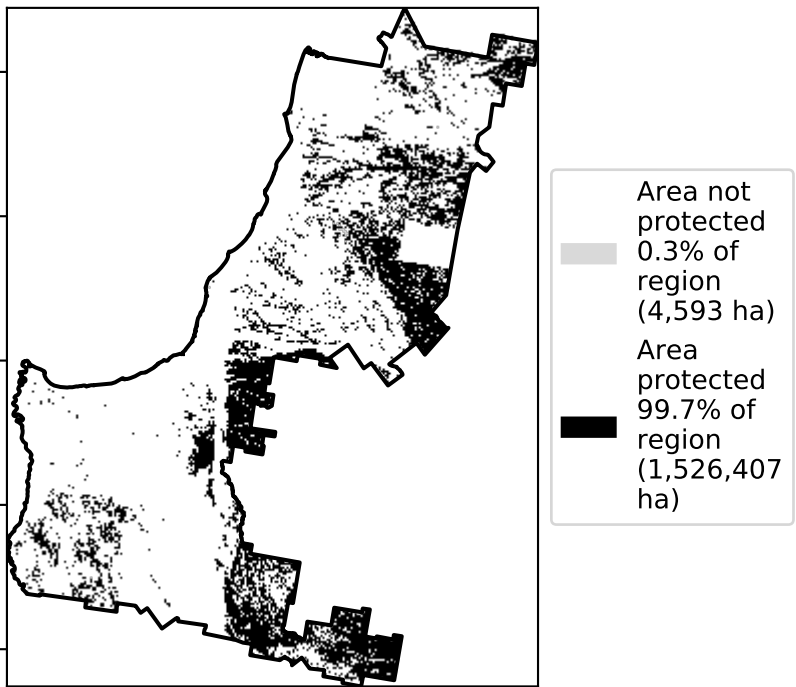 Area not
protected
0.3% of
region
(4,593 ha)
Area
protected
99.7% of
region
(1,526,407
ha)